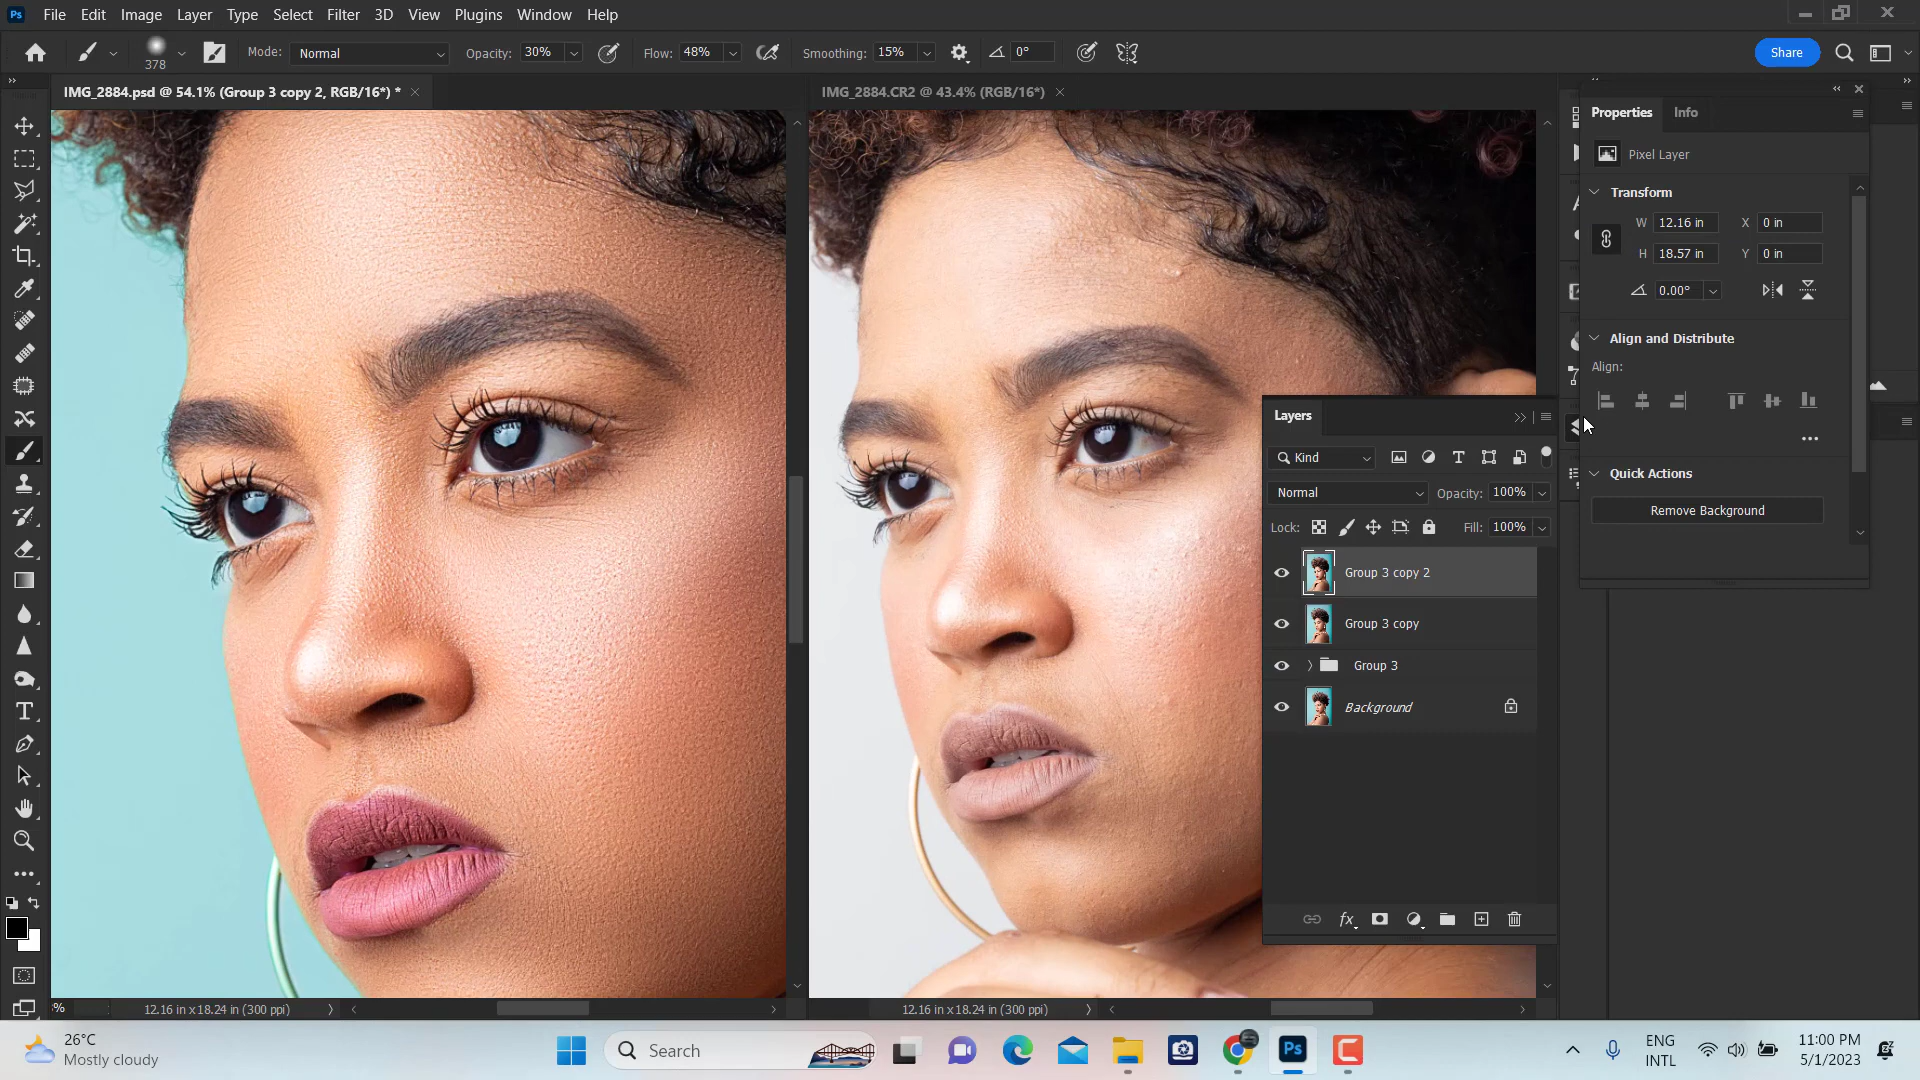 Ps File Edit Image Layer Type Select Filter 3D View Plugins Window Help
378 Mode: Normal Opacity: 30% Flow: 48% Smoothing: 15% 0° Share
IMG_2884.psd @ 54.1% (Group 3 copy 2, RGB/16*) *
IMG_2884.CR2 @ 43.4% (RGB/16*)
Properties Info
Pixel Layer
Transform
W 12.16 in X 0 in
H 18.57 in Y 0 in
0.00°
Align and Distribute
Align:
Quick Actions
Remove Background
Layers
Kind
Normal Opacity: 100%
Lock: Fill: 100%
Group 3 copy 2
Group 3 copy
Group 3
Background
fx
% 12.16 in x 18.24 in (300 ppi)
12.16 in x 18.24 in (300 ppi)
26°C
Mostly cloudy
Search
Ps
ENG
INTL
11:00 PM
5/1/2023